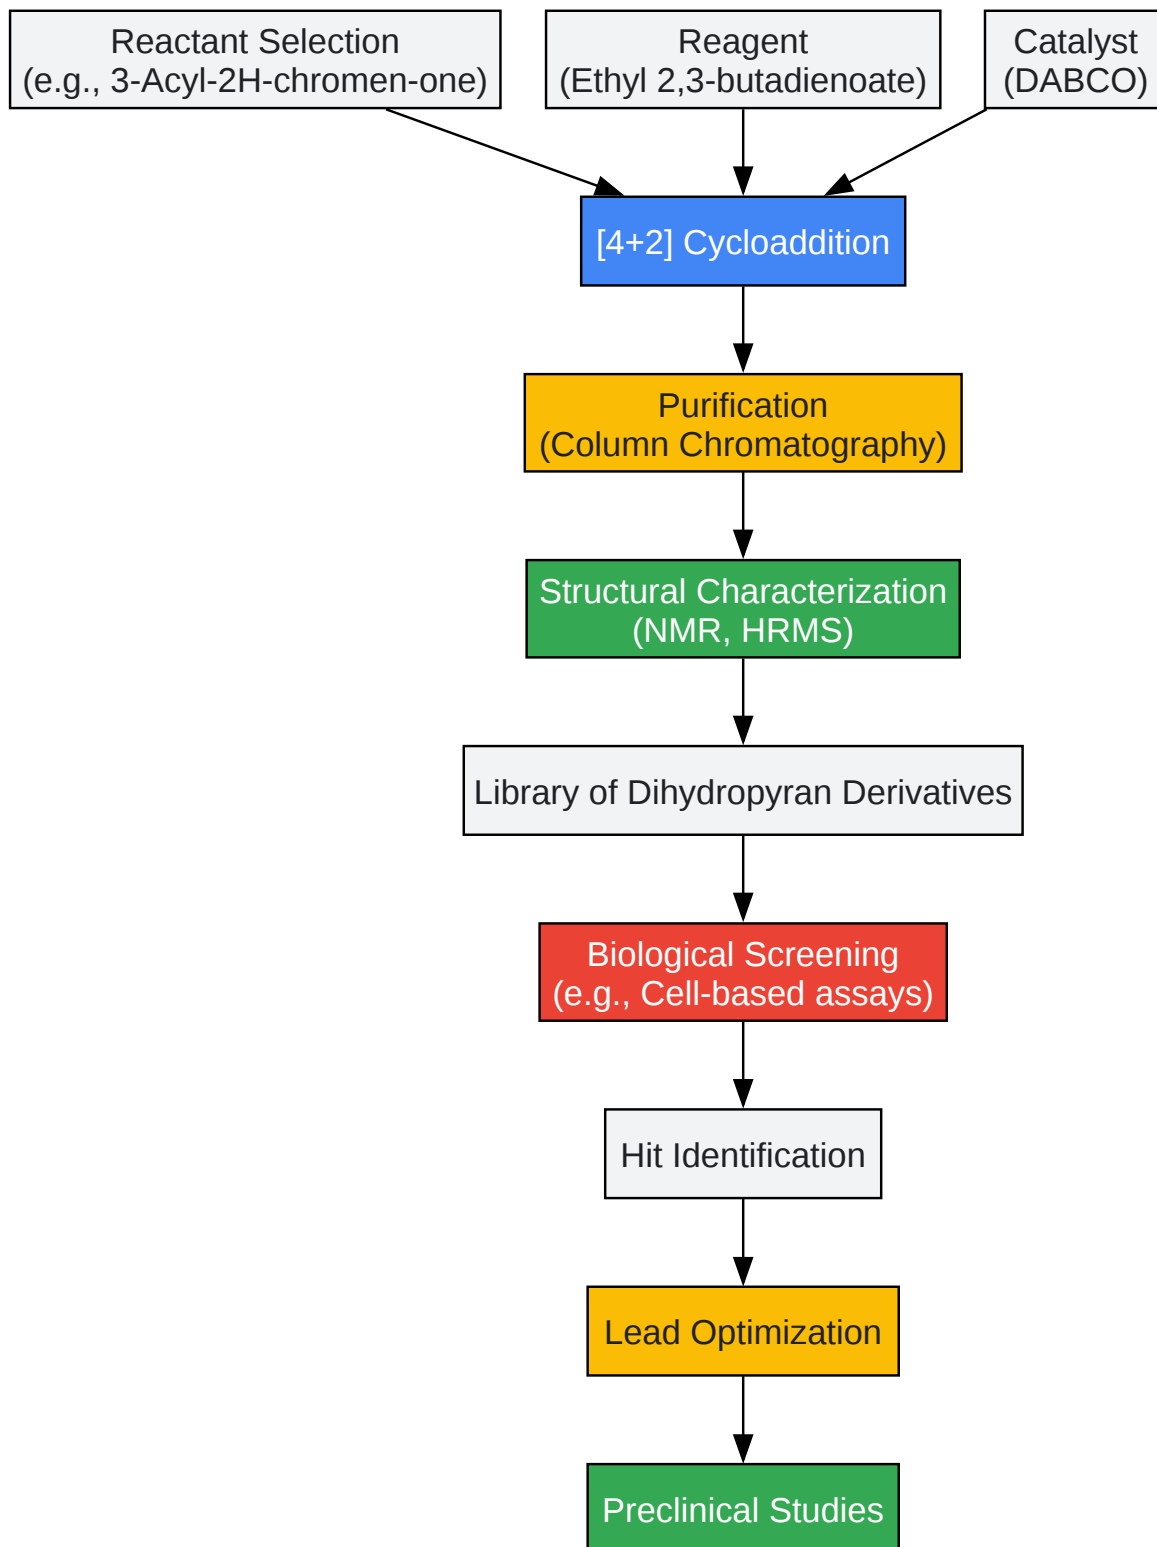 Reactant Selection
(e.g., 3-Acyl-2H-chromen-one)
Reagent
(Ethyl 2,3-butadienoate)
Catalyst
(DABCO)
[4+2] Cycloaddition
Purification
(Column Chromatography)
Structural Characterization
(NMR, HRMS)
Library of Dihydropyran Derivatives
Biological Screening
(e.g., Cell-based assays)
Hit Identification
Lead Optimization
Preclinical Studies